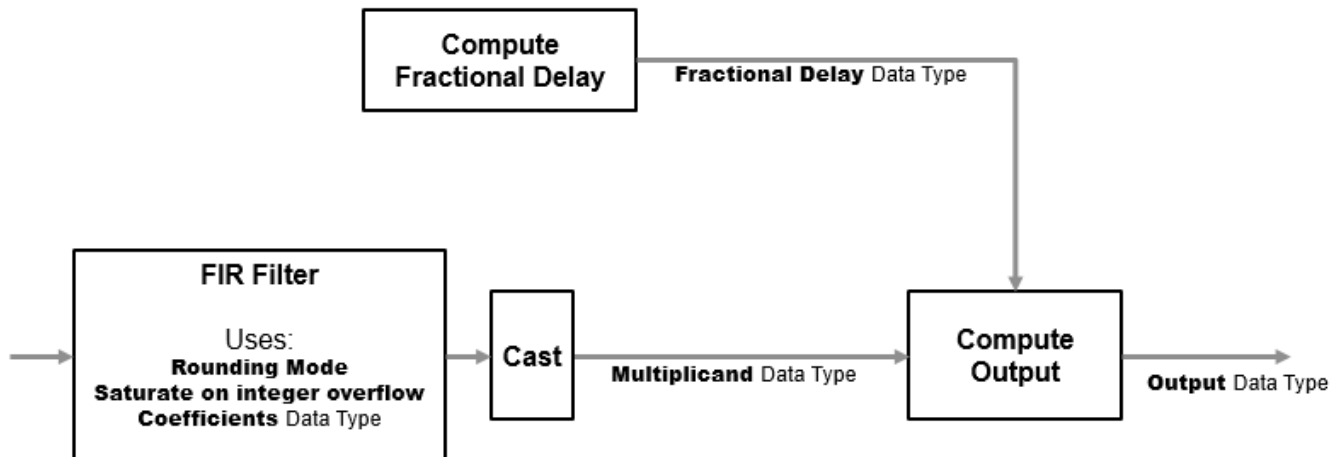 Compute
Fractional Delay
Fractional Delay Data Type
FIR Filter
Uses:
Rounding Mode
Saturate on integer overflow
Coefficients Data Type
Cast
Multiplicand Data Type
Compute
Output
Output Data Type